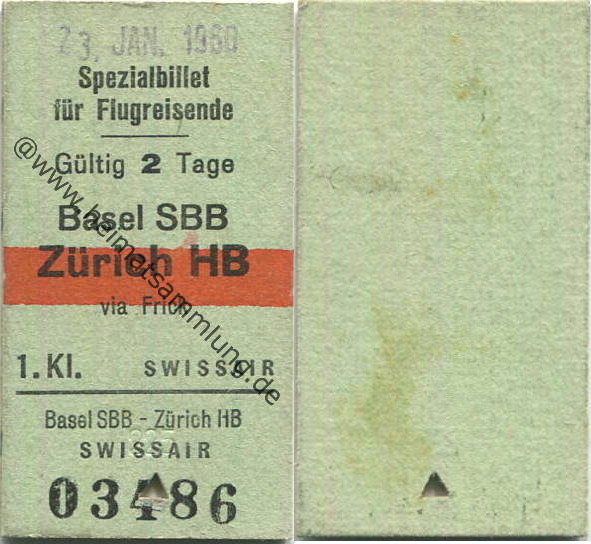 23. JAN. 1960
Spezialbillet
für Flugreisende
Gültig 2 Tage
Basel SBB
Zürich HB
via Frick
1. Kl. SWISSAIR
Basel SBB - Zürich HB
SWISSAIR
03486
@www.heimatsammlung.de